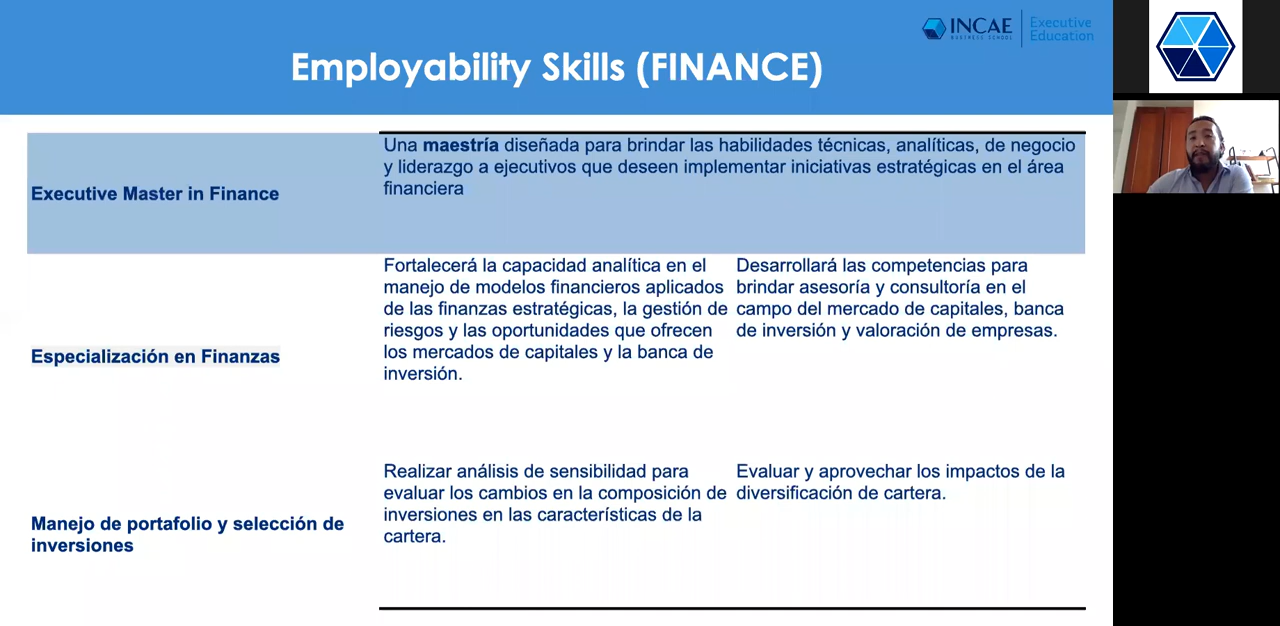 INCAE
BUSINESS SCHOOL
Executive
Education
Employability Skills (FINANCE)
Executive Master in Finance
Una maestría diseñada para brindar las habilidades técnicas, analíticas, de negocio
y liderazgo a ejecutivos que deseen implementar iniciativas estratégicas en el área
financiera
Especialización en Finanzas
Fortalecerá la capacidad analítica en el
manejo de modelos financieros aplicados
de las finanzas estratégicas, la gestión de
riesgos y las oportunidades que ofrecen
los mercados de capitales y la banca de
inversión.
Desarrollará las competencias para
brindar asesoría y consultoría en el
campo del mercado de capitales, banca
de inversión y valoración de empresas.
Manejo de portafolio y selección de
inversiones
Realizar análisis de sensibilidad para
evaluar los cambios en la composición de
inversiones en las características de la
cartera.
Evaluar y aprovechar los impactos de la
diversificación de cartera.